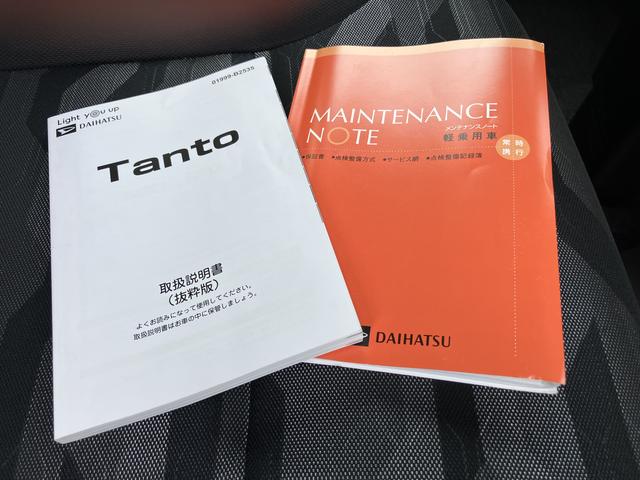 01999-B2535
Light you up
DAIHATSU
Tanto
取扱説明書
(抜粋版)
よくお読みになって使用してください。
取扱説明書はお車の中に保管しましょう。
MAINTENANCE
NOTE
メンテナンスノート
軽乗用車
常時
携行
●保証書 ●点検整備方式 ●サービス網 ●点検整備記録簿
DAIHATSU